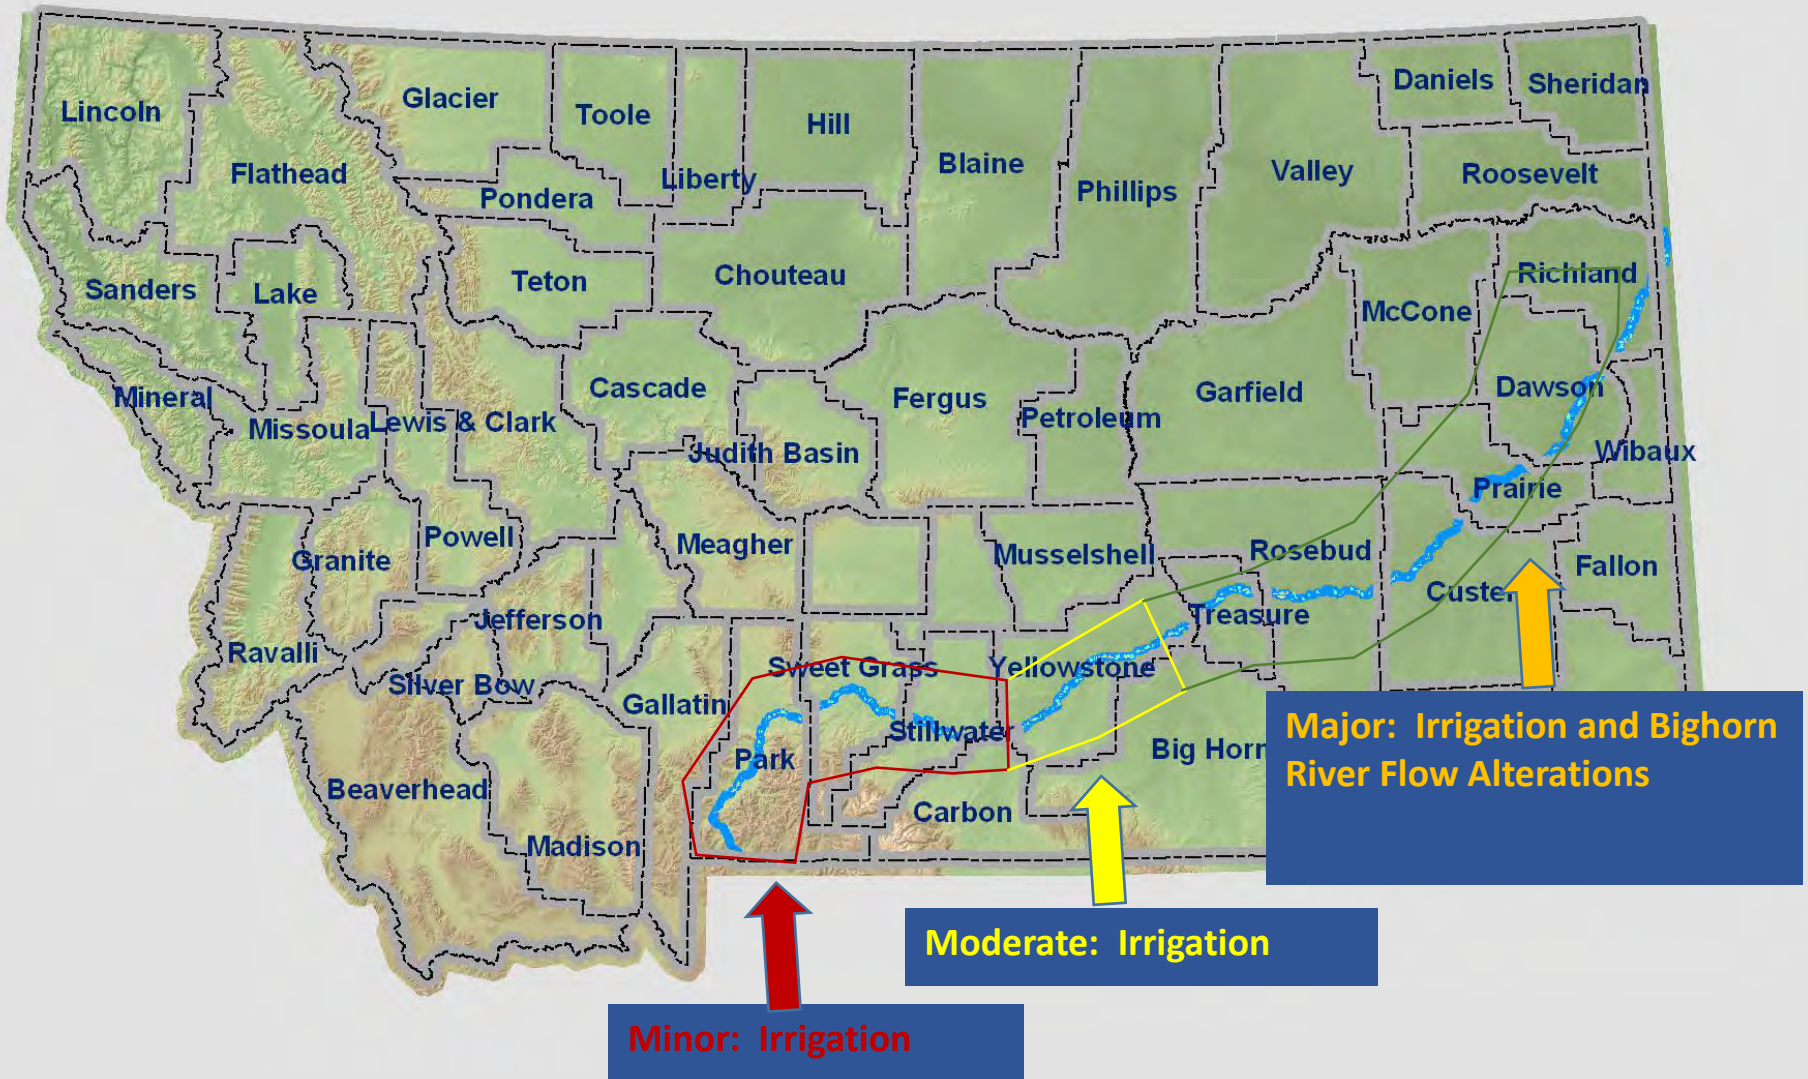 Lincoln
Flathead
Glacier
Toole
Liberty
Hill
Blaine
Phillips
Valley
Daniels
Sheridan
Roosevelt
Pondera
Teton
Chouteau
Sanders
Lake
Richland
McCone
Mineral
Missoula
Lewis & Clark
Cascade
Judith Basin
Fergus
Petroleum
Garfield
Dawson
Wibaux
Prairie
Granite
Powell
Meagher
Musselshell
Rosebud
Custer
Fallon
Ravalli
Jefferson
Silver Bow
Gallatin
Sweet Grass
Yellowstone
Treasure
Park
Stillwater
Big Horn
Beaverhead
Madison
Carbon
Major: Irrigation and Bighorn
River Flow Alterations
Moderate: Irrigation
Minor: Irrigation